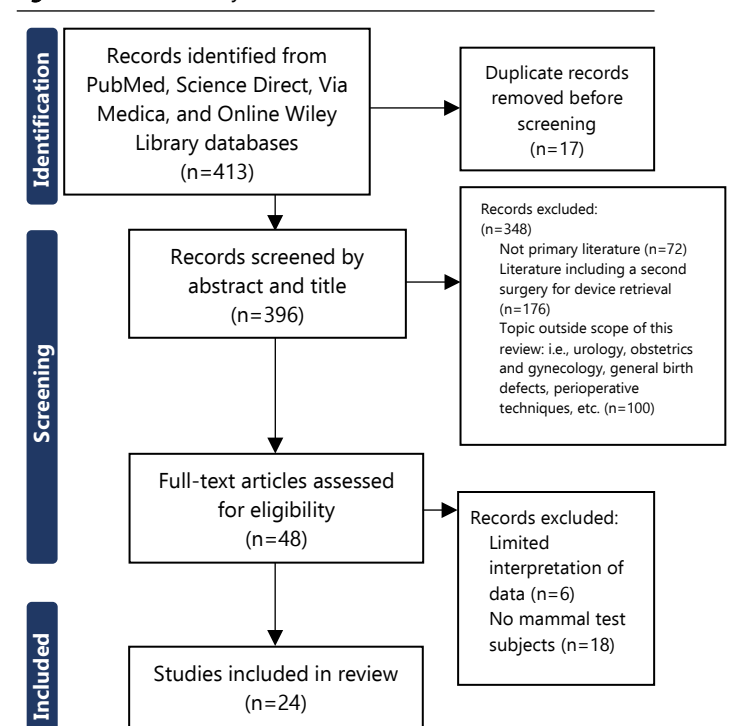 Identification
Records identified from
PubMed, Science Direct, Via
Medica, and Online Wiley
Library databases
(n=413)
Duplicate records
removed before
screening
(n=17)
Screening
Records screened by
abstract and title
(n=396)
Records excluded:
(n=348)
Not primary literature (n=72)
Literature including a second
surgery for device retrieval
(n=176)
Topic outside scope of this
review: i.e., urology, obstetrics
and gynecology, general birth
defects, perioperative
techniques, etc. (n=100)
Full-text articles assessed
for eligibility
(n=48)
Records excluded:
Limited
interpretation of
data (n=6)
No mammal test
subjects (n=18)
Included
Studies included in review
(n=24)